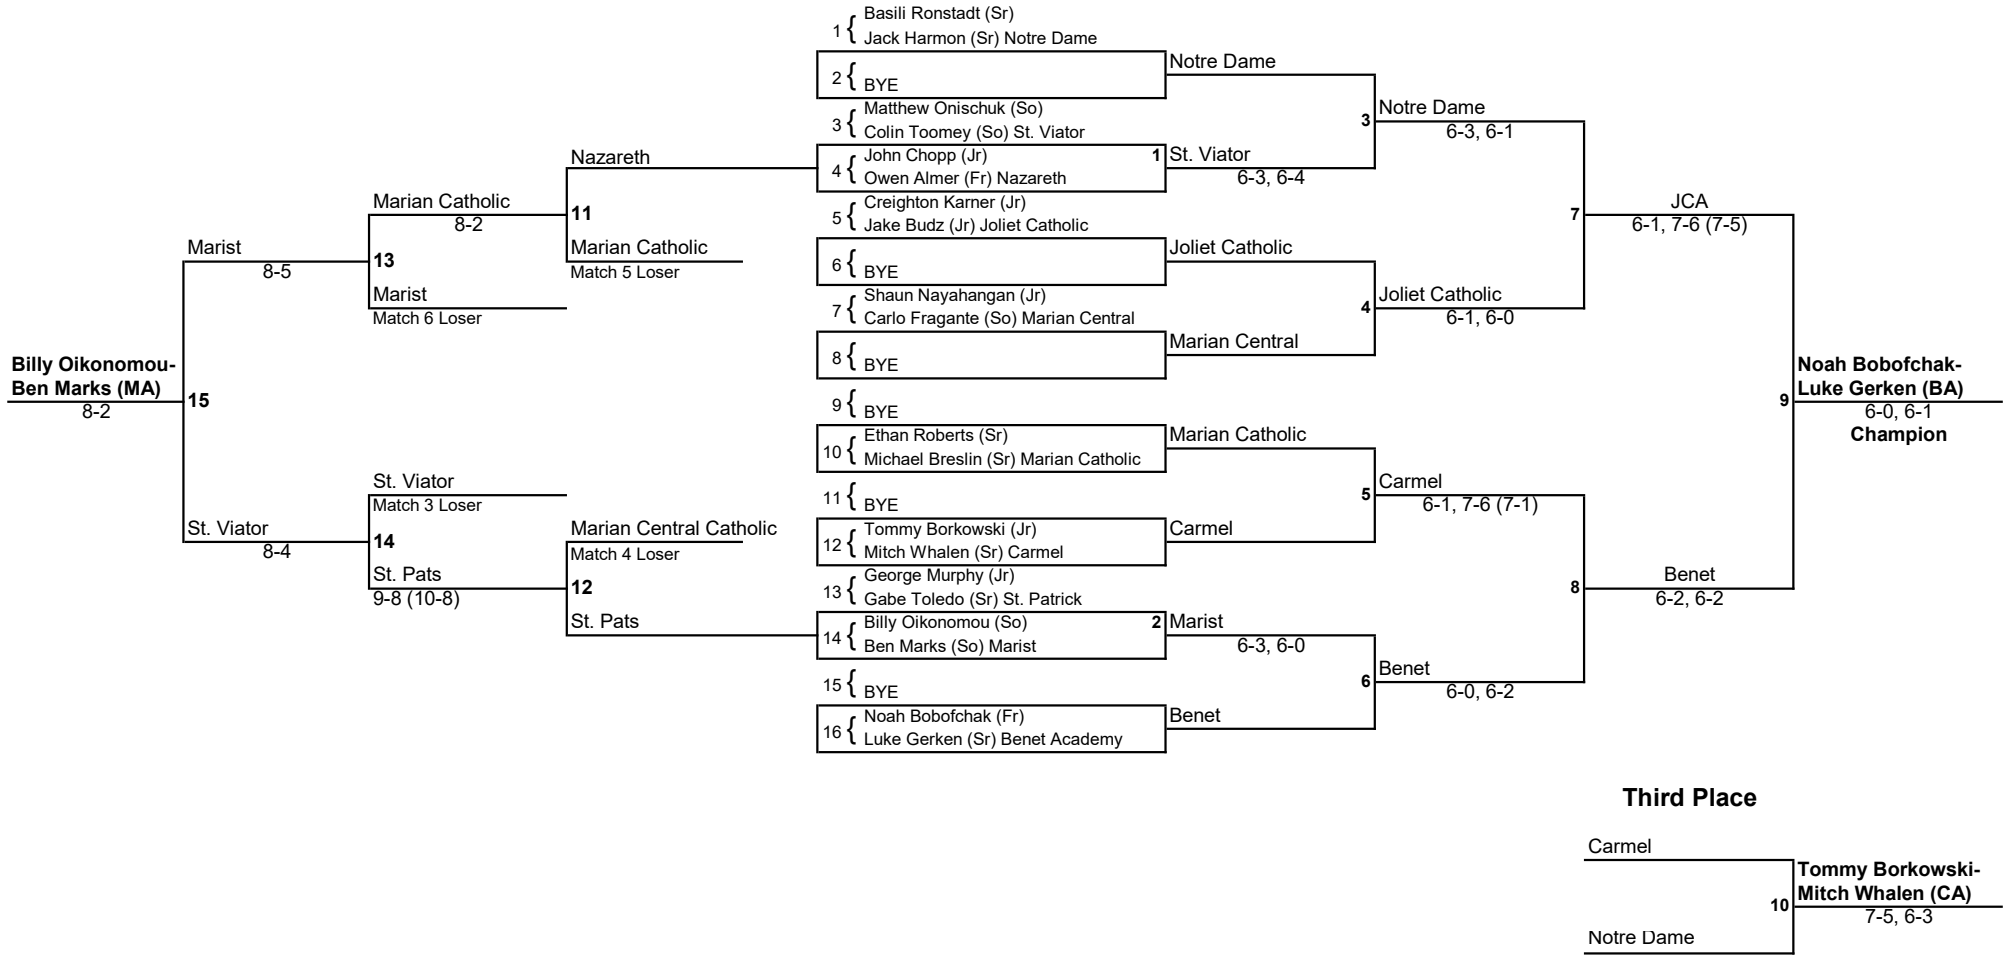 Basili Ronstadt (Sr)
1 { Jack Harmon (Sr) Notre Dame
2 { BYE
Matthew Onischuk (So)
3 { Colin Toomey (So) St. Viator
John Chopp (Jr)
4 { Owen Almer (Fr) Nazareth
Creighton Karner (Jr)
5 { Jake Budz (Jr) Joliet Catholic
6 { BYE
Shaun Nayahangan (Jr)
7 { Carlo Fragante (So) Marian Central
8 { BYE
9 { BYE
Ethan Roberts (Sr)
10 { Michael Breslin (Sr) Marian Catholic
11 { BYE
Tommy Borkowski (Jr)
12 { Mitch Whalen (Sr) Carmel
George Murphy (Jr)
13 { Gabe Toledo (Sr) St. Patrick
Billy Oikonomou (So)
14 { Ben Marks (So) Marist
15 { BYE
Noah Bobofchak (Fr)
16 { Luke Gerken (Sr) Benet Academy
Notre Dame
1 St. Viator
6-3, 6-4
Joliet Catholic
Marian Central
Marian Catholic
Carmel
2 Marist
6-3, 6-0
Benet
3 Notre Dame
6-3, 6-1
4 Joliet Catholic
6-1, 6-0
5 Carmel
6-1, 7-6 (7-1)
6 Benet
6-0, 6-2
7 JCA
6-1, 7-6 (7-5)
8 Benet
6-2, 6-2
Noah Bobofchak-
Luke Gerken (BA)
9
6-0, 6-1
Champion
Nazareth
11
Marian Catholic
Match 5 Loser
Marian Catholic
8-2
13
Marist
Match 6 Loser
Marist
8-5
Billy Oikonomou-
Ben Marks (MA)
8-2
15
St. Viator
Match 3 Loser
St. Viator
8-4
14
St. Pats
9-8 (10-8)
Marian Central Catholic
Match 4 Loser
12
St. Pats
Third Place
Carmel
Tommy Borkowski-
Mitch Whalen (CA)
10
7-5, 6-3
Notre Dame